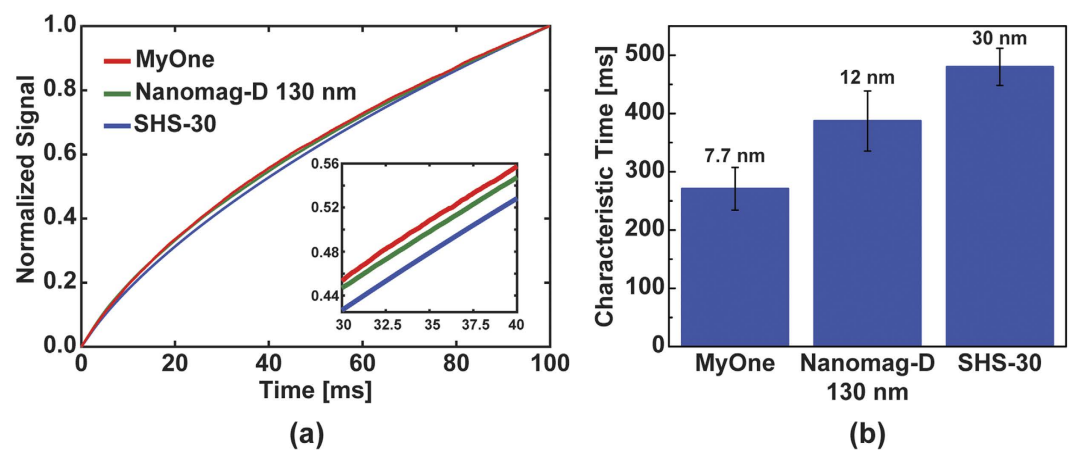 1.0
0.8
0.6
0.4
0.2
0.0
Normalized Signal
MyOne
Nanomag-D 130 nm
SHS-30
0.56
0.52
0.48
0.44
30 32.5 35 37.5 40
0 20 40 60 80 100
Time [ms]
(a)
500
400
300
200
100
0
Characteristic Time [ms]
7.7 nm
12 nm
30 nm
MyOne Nanomag-D SHS-30
130 nm
(b)